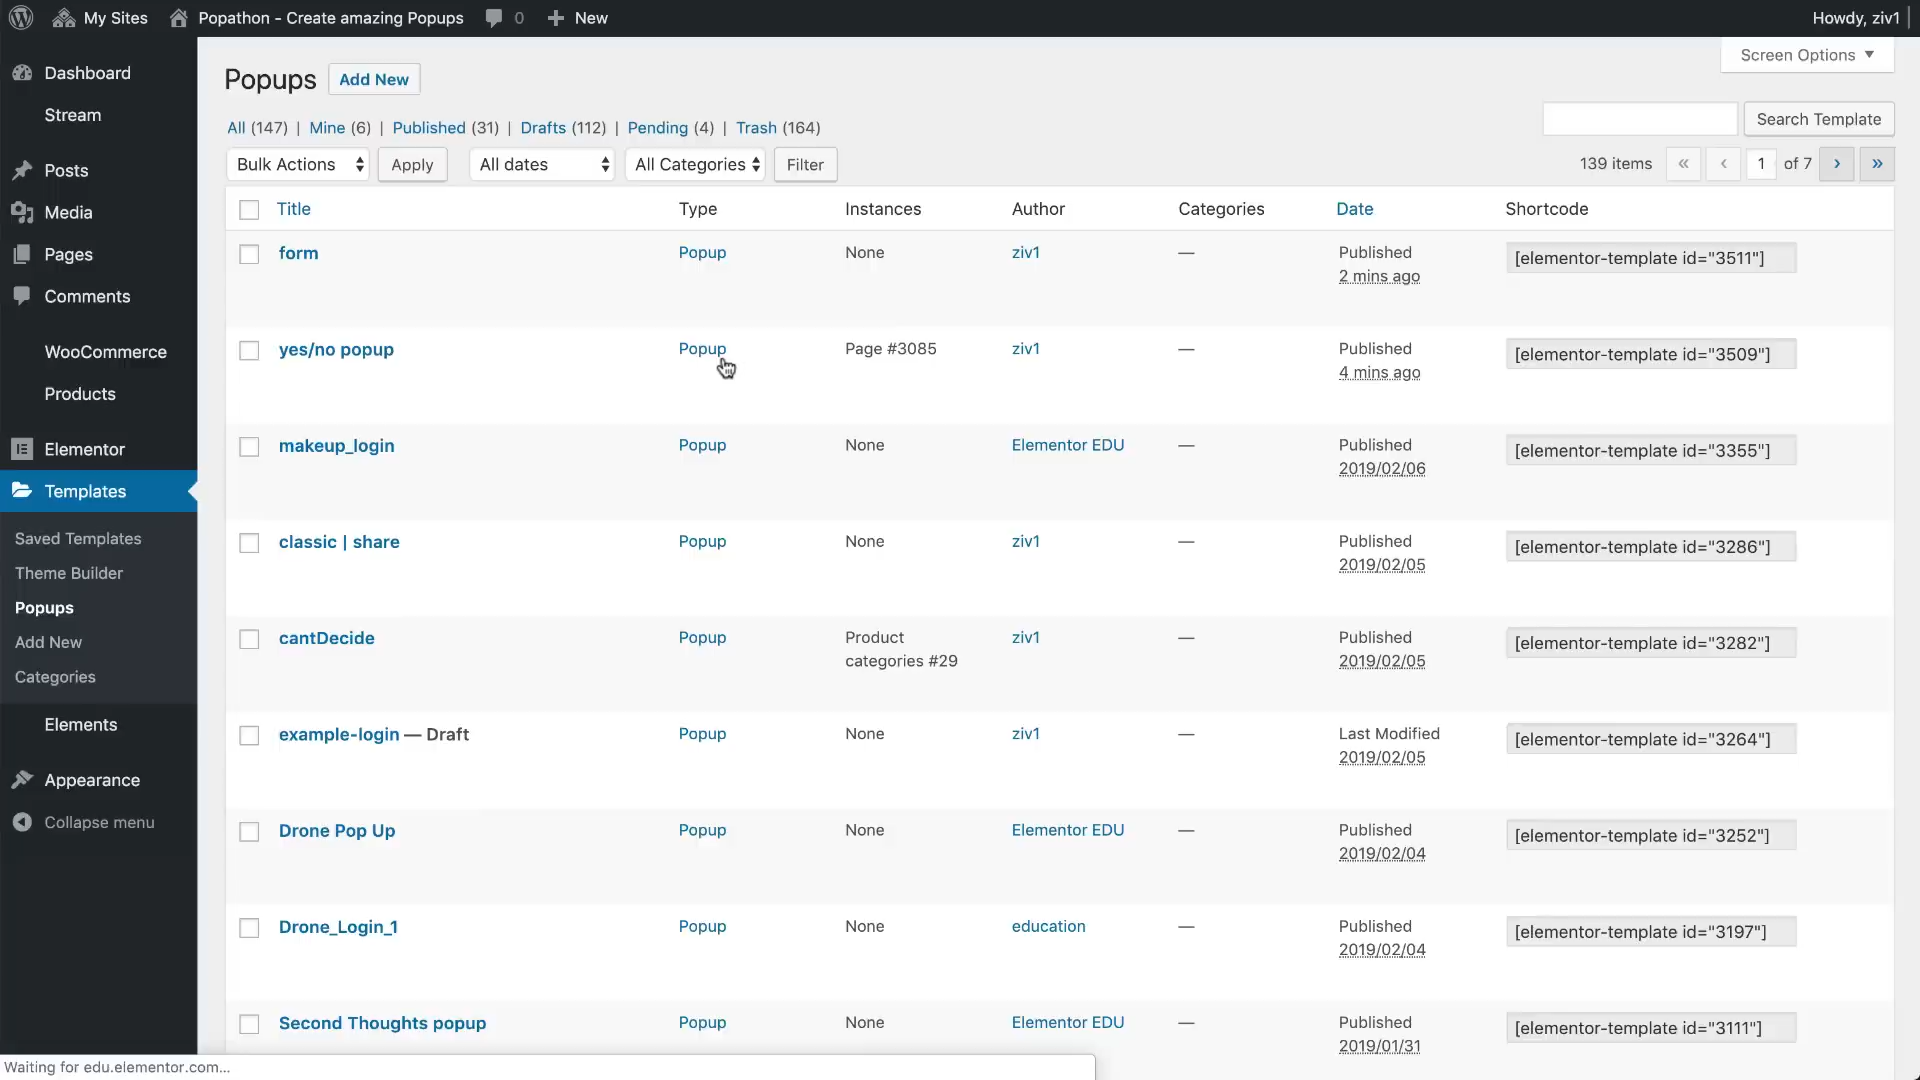 My Sites Popathon - Create amazing Popups 0 New Howdy, ziv1
Dashboard
Stream
Posts
Media
Pages
Comments
WooCommerce
Products
Elementor
Templates
Saved Templates
Theme Builder
Popups
Add New
Categories
Elements
Appearance
Collapse menu
Screen Options
Popups Add New
All (147) | Mine (6) | Published (31) | Drafts (112) | Pending (4) | Trash (164)
Search Template
Bulk Actions Apply All dates All Categories Filter 139 items « ‹ 1 of 7 › »
Title Type Instances Author Categories Date Shortcode
form Popup None ziv1 — Published [elementor-template id="3511"]
2 mins ago
yes/no popup Popup Page #3085 ziv1 — Published [elementor-template id="3509"]
4 mins ago
makeup_login Popup None Elementor EDU — Published [elementor-template id="3355"]
2019/02/06
classic | share Popup None ziv1 — Published [elementor-template id="3286"]
2019/02/05
cantDecide Popup Product ziv1 — Published [elementor-template id="3282"]
categories #29 2019/02/05
example-login — Draft Popup None ziv1 — Last Modified [elementor-template id="3264"]
2019/02/05
Drone Pop Up Popup None Elementor EDU — Published [elementor-template id="3252"]
2019/02/04
Drone_Login_1 Popup None education — Published [elementor-template id="3197"]
2019/02/04
Second Thoughts popup Popup None Elementor EDU — Published [elementor-template id="3111"]
2019/01/31
Waiting for edu.elementor.com...